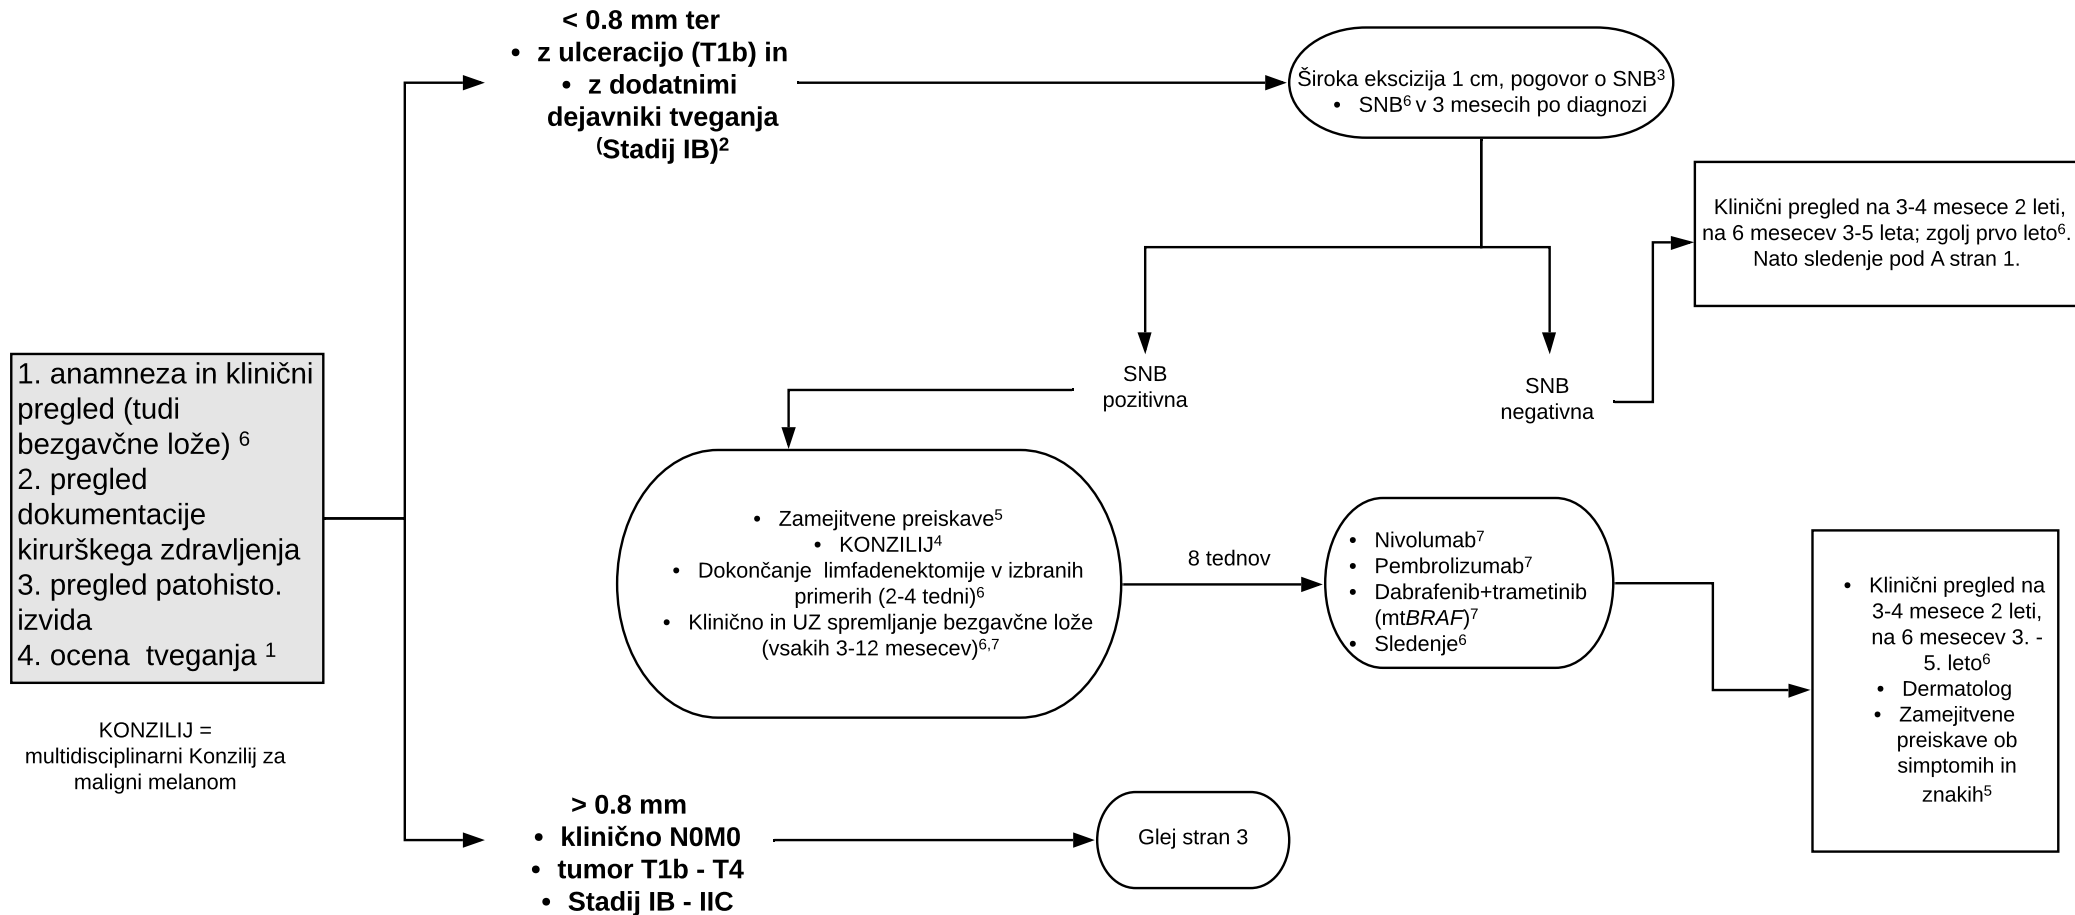 < 0.8 mm ter
• z ulceracijo (T1b) in
• z dodatnimi
dejavniki tveganja
(Stadij IB)²
Široka ekscizija 1 cm, pogovor o SNB³
• SNB⁶ v 3 mesecih po diagnozi
Klinični pregled na 3-4 mesece 2 leti,
na 6 mesecev 3-5 leta; zgolj prvo leto⁶.
Nato sledenje pod A stran 1.
SNB
pozitivna
SNB
negativna
1. anamneza in klinični
pregled (tudi
bezgavčne lože) ⁶
2. pregled
dokumentacije
kirurškega zdravljenja
3. pregled patohisto.
izvida
4. ocena tveganja ¹
KONZILIJ =
multidisciplinarni Konzilij za
maligni melanom
• Zamejitvene preiskave⁵
• KONZILIJ⁴
• Dokončanje limfadenektomije v izbranih
primerih (2-4 tedni)⁶
• Klinično in UZ spremljanje bezgavčne lože
(vsakih 3-12 mesecev)⁶,⁷
8 tednov
• Nivolumab⁷
• Pembrolizumab⁷
• Dabrafenib+trametinib
(mtBRAF)⁷
• Sledenje⁶
• Klinični pregled na
3-4 mesece 2 leti,
na 6 mesecev 3. -
5. leto⁶
• Dermatolog
• Zamejitvene
preiskave ob
simptomih in
znakih⁵
> 0.8 mm
• klinično N0M0
• tumor T1b - T4
• Stadij IB - IIC
Glej stran 3